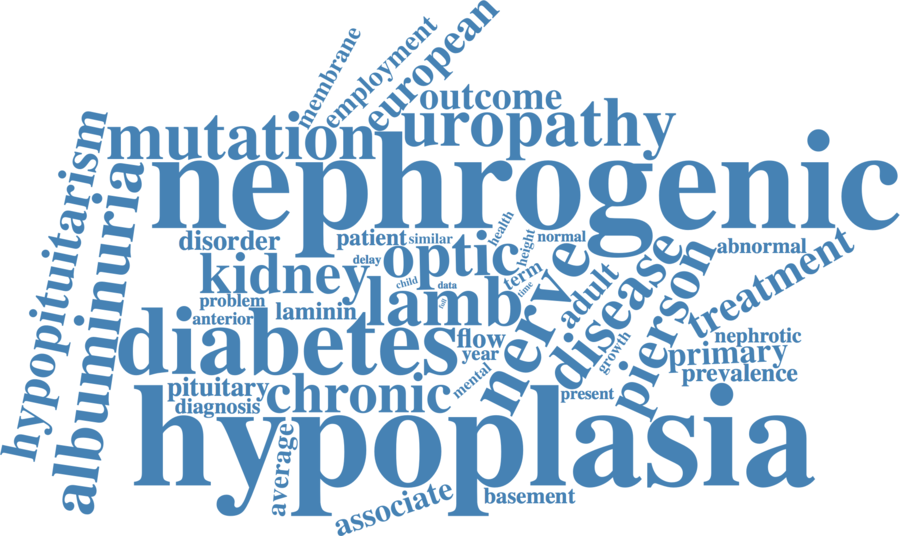 membrane
employment
european
outcome
mutation
uropathy
nephrogenic
hypopituitarism
albuminuria
disorder
patient
similar
health
height
normal
abnormal
delay
optic
nerve
disease
pierson
treatment
kidney
child
data
term
time
adult
problem
anterior
laminin
lamb
full
diabetes
flow
year
growth
nephrotic
primary
prevalence
pituitary
chronic
mental
present
diagnosis
hypoplasia
average
associate
basement